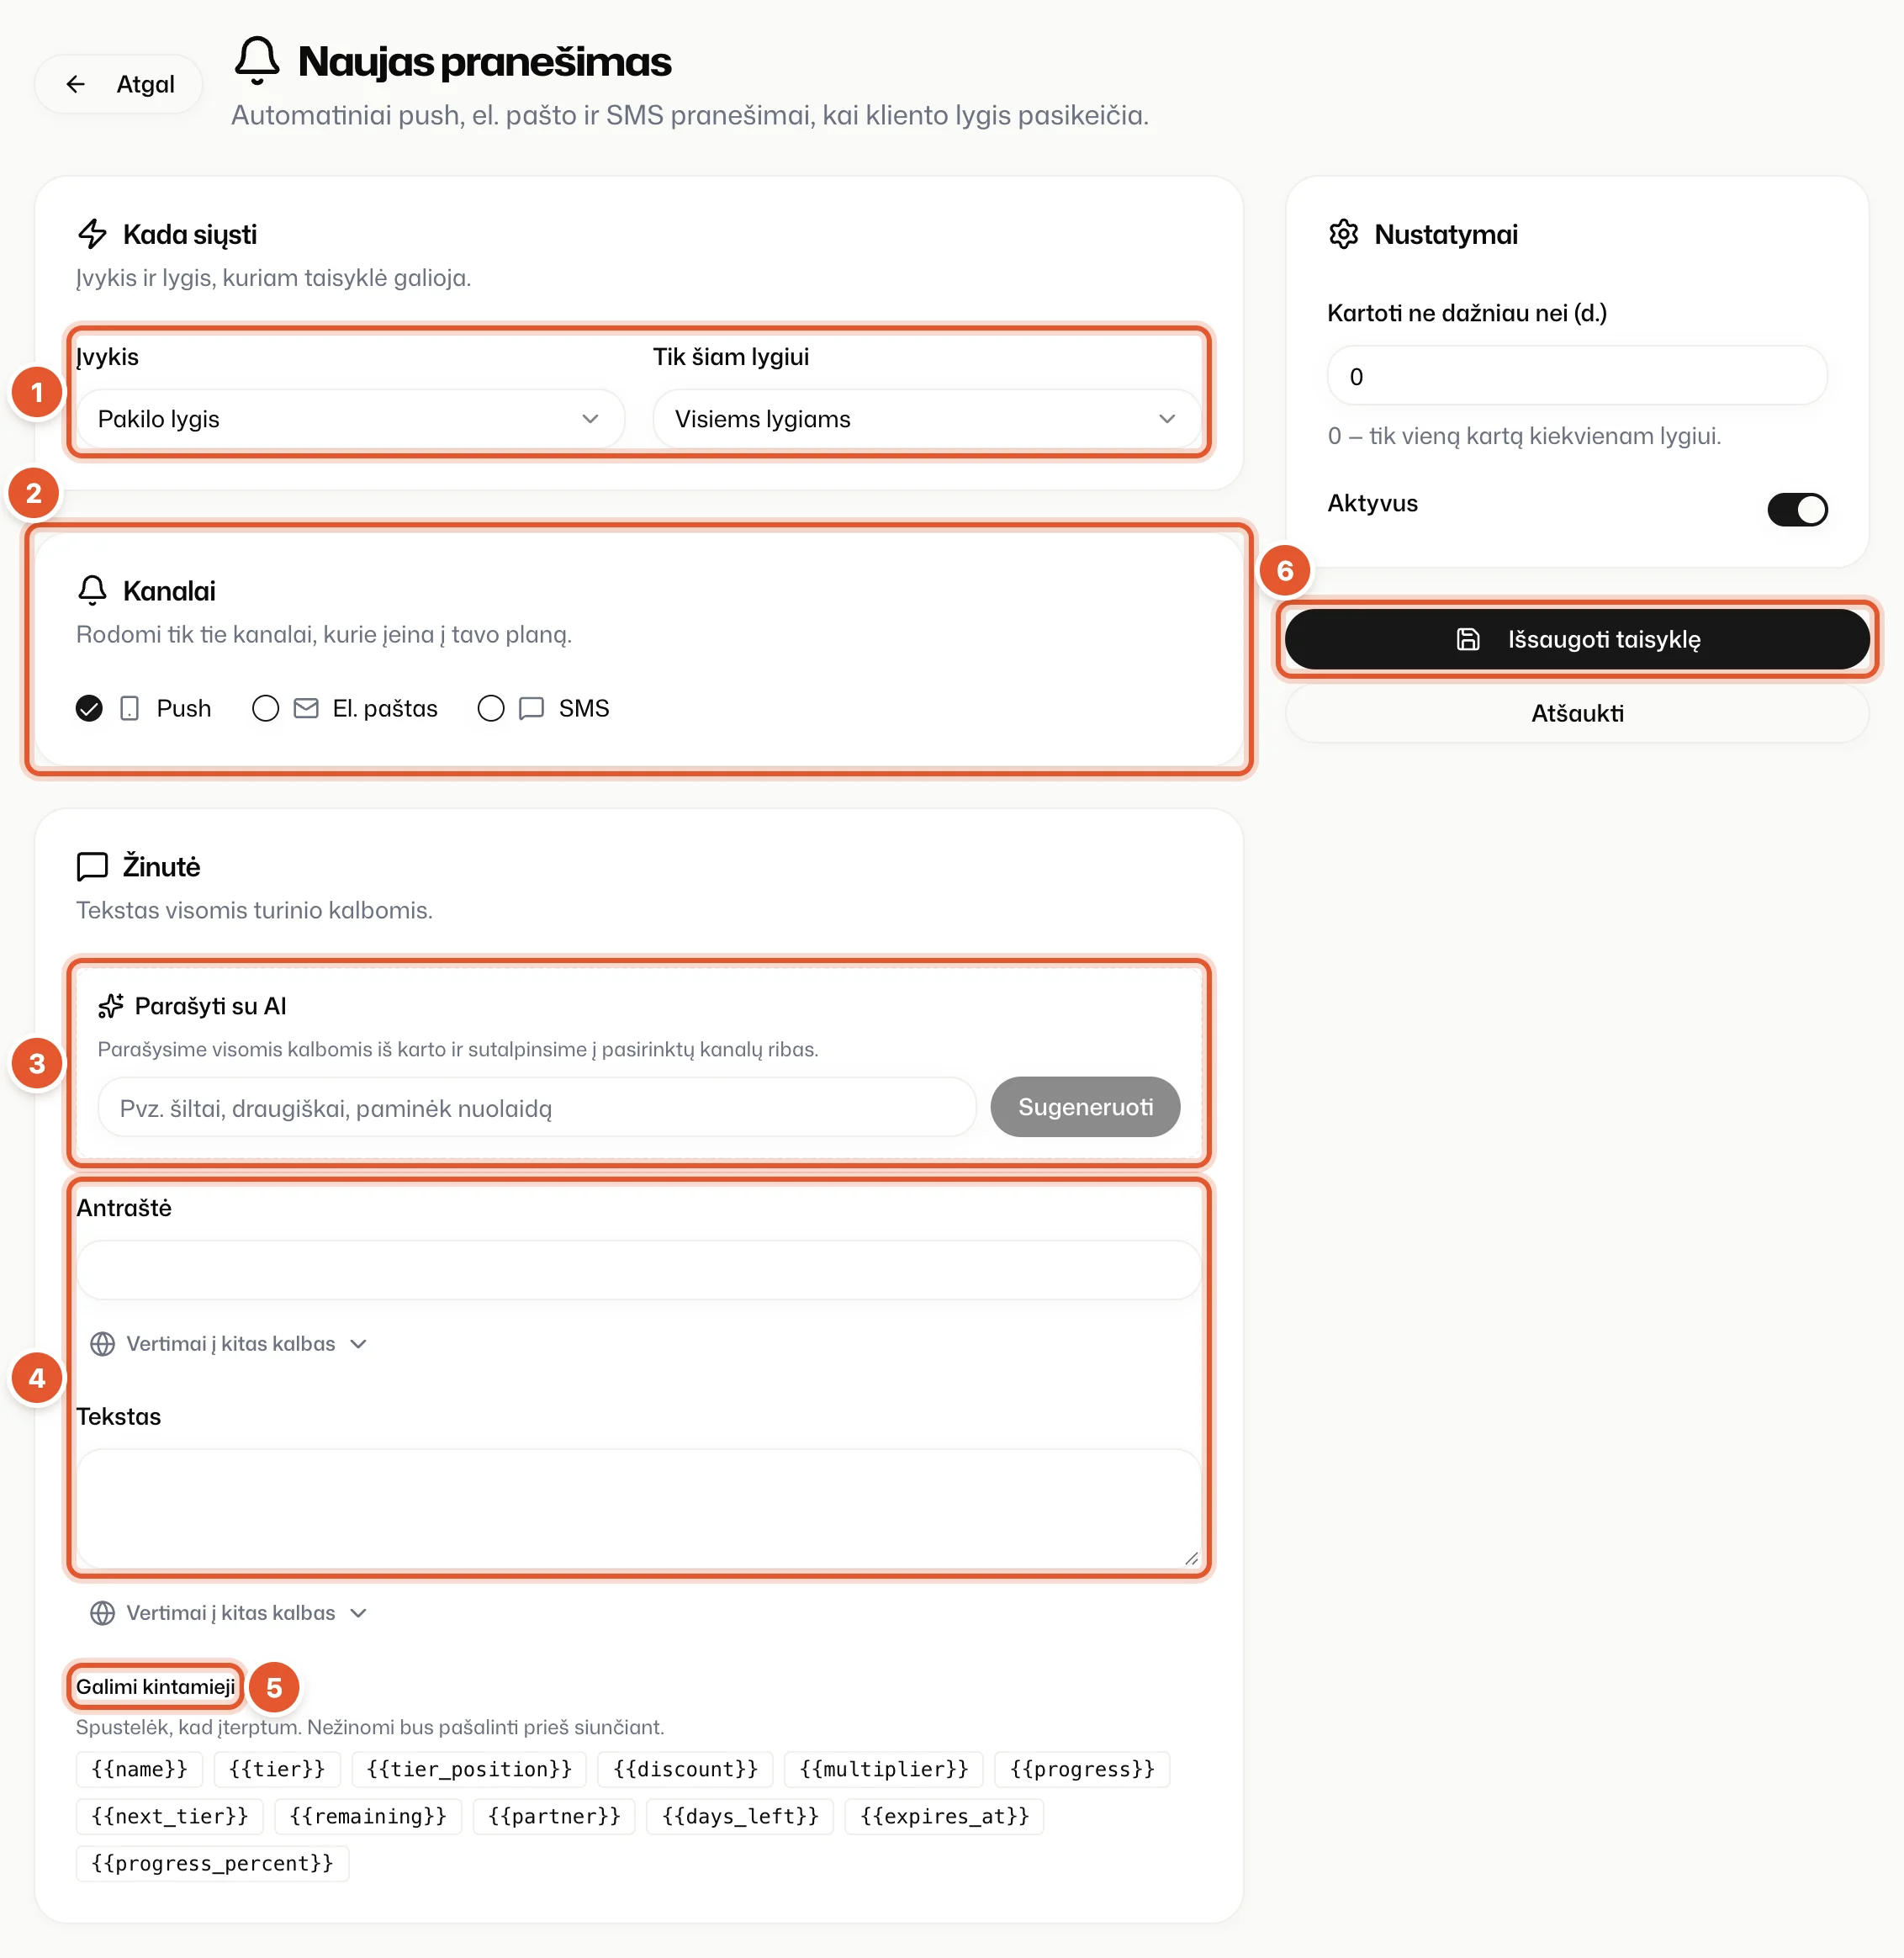 Atgal
Naujas pranešimas
Automatiniai push, el. pašto ir SMS pranešimai, kai kliento lygis pasikeičia.
Kada siųsti
Įvykis ir lygis, kuriam taisyklė galioja.
1
Įvykis
Tik šiam lygiui
Pakilo lygis
Visiems lygiams
2
Kanalai
Rodomi tik tie kanalai, kurie įeina į tavo planą.
Push
El. paštas
SMS
Žinutė
Tekstas visomis turinio kalbomis.
3
Parašyti su AI
Parašysime visomis kalbomis iš karto ir sutalpinsime į pasirinktų kanalų ribas.
Pvz. šiltai, draugiškai, paminėk nuolaidą
Sugeneruoti
4
Antraštė
Vertimai į kitas kalbas
Tekstas
Vertimai į kitas kalbas
Galimi kintamieji
5
Spustelėk, kad įterptum. Nežinomi bus pašalinti prieš siunčiant.
{{name}} {{tier}} {{tier_position}} {{discount}} {{multiplier}} {{progress}}
{{next_tier}} {{remaining}} {{partner}} {{days_left}} {{expires_at}}
{{progress_percent}}
Nustatymai
Kartoti ne dažniau nei (d.)
0
0 – tik vieną kartą kiekvienam lygiui.
Aktyvus
6
Išsaugoti taisyklę
Atšaukti